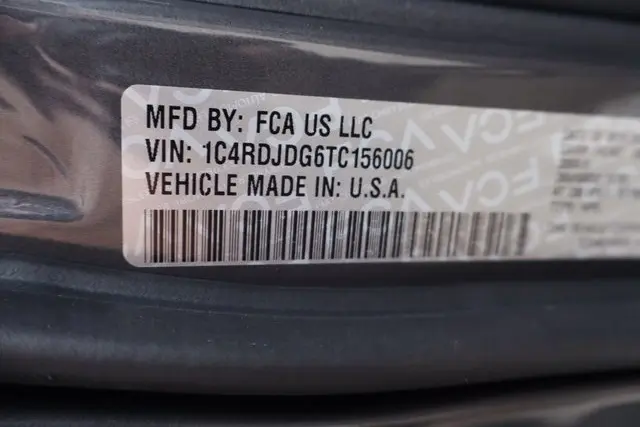 MFD BY: FCA US LLC
VIN: 1C4RDJDG6TC156006
VEHICLE MADE IN: U.S.A.